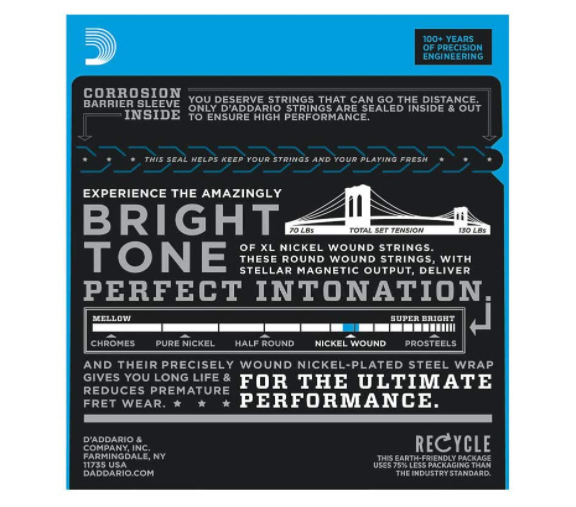 100+ YEARS
OF PRECISION
ENGINEERING
CORROSION
BARRIER SLEEVE
INSIDE
YOU DESERVE STRINGS THAT CAN GO THE DISTANCE.
ONLY D'ADDARIO STRINGS ARE SEALED INSIDE & OUT
TO ENSURE HIGH PERFORMANCE.
THIS SEAL HELPS KEEP YOUR STRINGS AND YOUR PLAYING FRESH
EXPERIENCE THE AMAZINGLY
BRIGHT
TONE
70 LBs TOTAL SET TENSION 130 LBs
OF XL NICKEL WOUND STRINGS.
THESE ROUND WOUND STRINGS, WITH
STELLAR MAGNETIC OUTPUT, DELIVER
PERFECT INTONATION.
MELLOW SUPER BRIGHT
CHROMES PURE NICKEL HALF ROUND NICKEL WOUND PROSTEELS
AND THEIR PRECISELY WOUND NICKEL-PLATED STEEL WRAP
GIVES YOU LONG LIFE &
REDUCES PREMATURE
FRET WEAR.
FOR THE ULTIMATE
PERFORMANCE.
D'ADDARIO &
COMPANY, INC.
FARMINGDALE, NY
11735 USA
DADDARIO.COM
RECYCLE
THIS EARTH-FRIENDLY PACKAGE
USES 75% LESS PACKAGING THAN
THE INDUSTRY STANDARD.